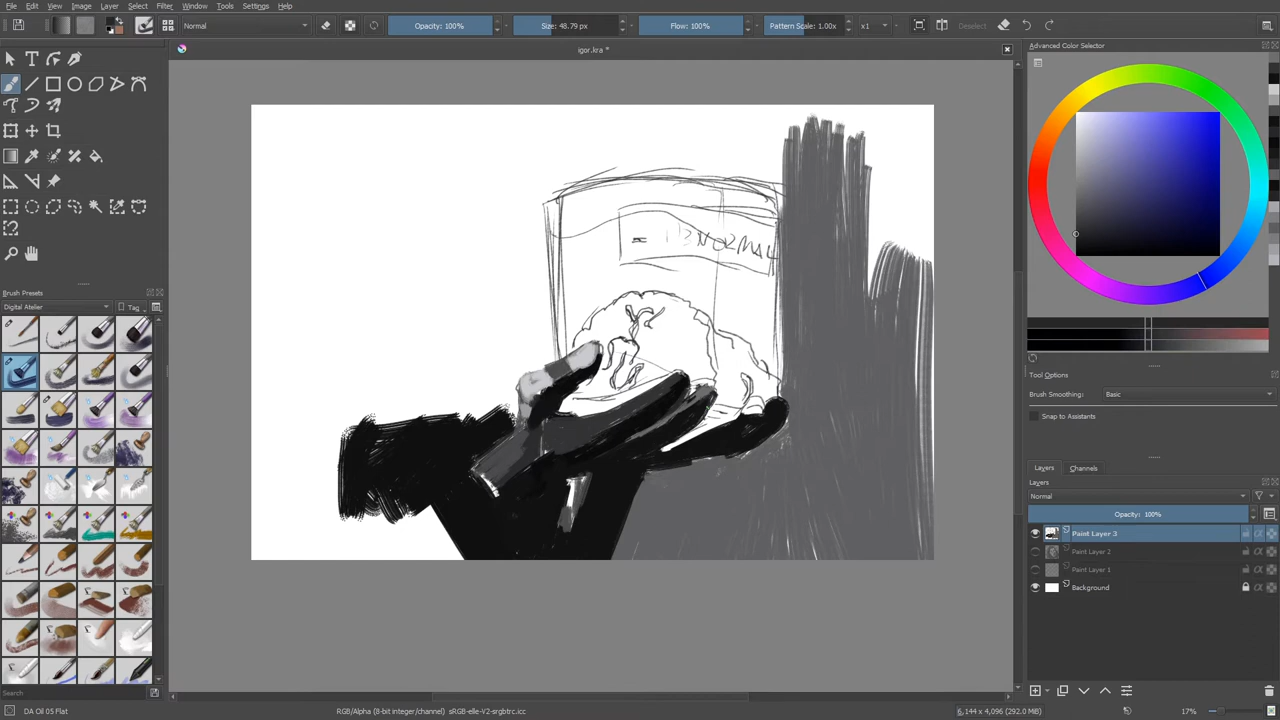 File Edit View Image Layer Select Filter Tools Settings Window Help
Normal Opacity: 100% Size: 48.79 px Flow: 100% Pattern Scale: 1.00x x1 Deselect
igor.kra *
Advanced Color Selector
Brush Presets
Digital Atelier Tag
Tool Options
Brush Smoothing: Basic
Snap to Assistants
Layers Channels
Layers
Normal
Opacity: 100%
Paint Layer 3
Paint Layer 2
Paint Layer 1
Background
Search
DA Oil 05 Flat
RGB/Alpha (8-bit integer/channel) sRGB-elle-V2-srgbtrc.icc
6,144 x 4,096 (292.0 MiB)
17%